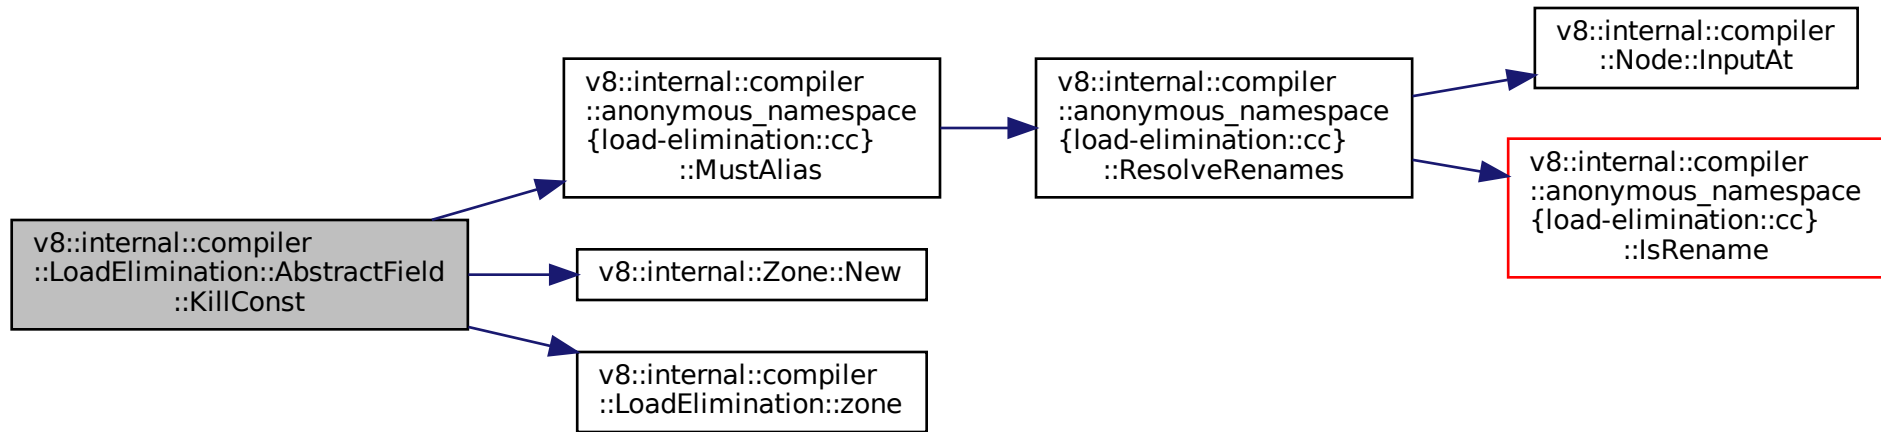 v8::internal::compiler
::LoadElimination::AbstractField
::KillConst
v8::internal::compiler
::anonymous_namespace
{load-elimination::cc}
::MustAlias
v8::internal::Zone::New
v8::internal::compiler
::LoadElimination::zone
v8::internal::compiler
::anonymous_namespace
{load-elimination::cc}
::ResolveRenames
v8::internal::compiler
::Node::InputAt
v8::internal::compiler
::anonymous_namespace
{load-elimination::cc}
::IsRename